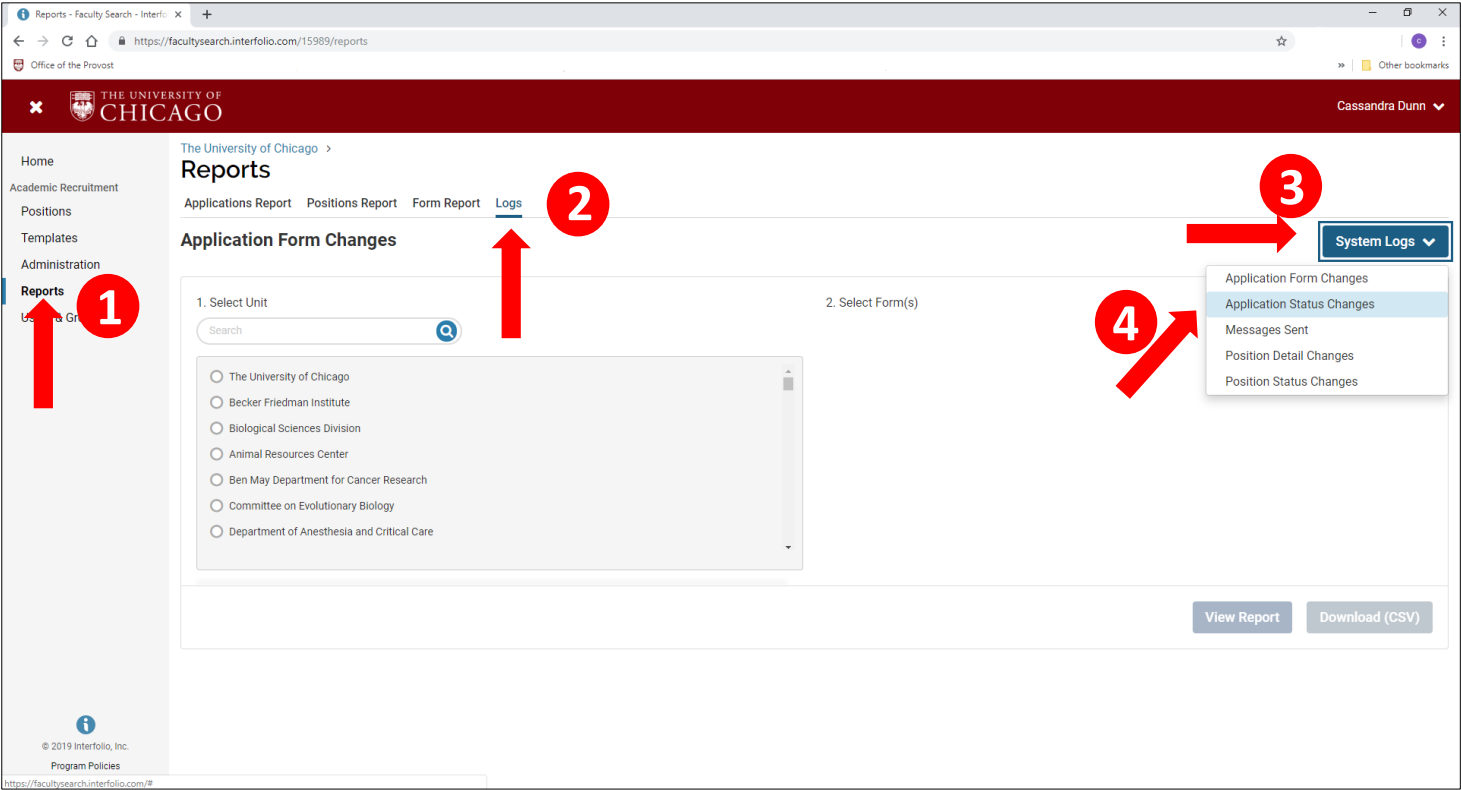 Reports - Faculty Search - Interfo
https://facultysearch.interfolio.com/15989/reports
Office of the Provost
Other bookmarks
THE UNIVERSITY OF
CHICAGO
Cassandra Dunn
Home
Academic Recruitment
Positions
Templates
Administration
Reports
& Gr
1
The University of Chicago >
Reports
Applications Report Positions Report Form Report Logs
2
3
Application Form Changes
System Logs
Application Form Changes
Application Status Changes
Messages Sent
Position Detail Changes
Position Status Changes
4
1. Select Unit
2. Select Form(s)
Search
The University of Chicago
Becker Friedman Institute
Biological Sciences Division
Animal Resources Center
Ben May Department for Cancer Research
Committee on Evolutionary Biology
Department of Anesthesia and Critical Care
View Report
Download (CSV)
© 2019 Interfolio, Inc.
Program Policies
https://facultysearch.interfolio.com/#